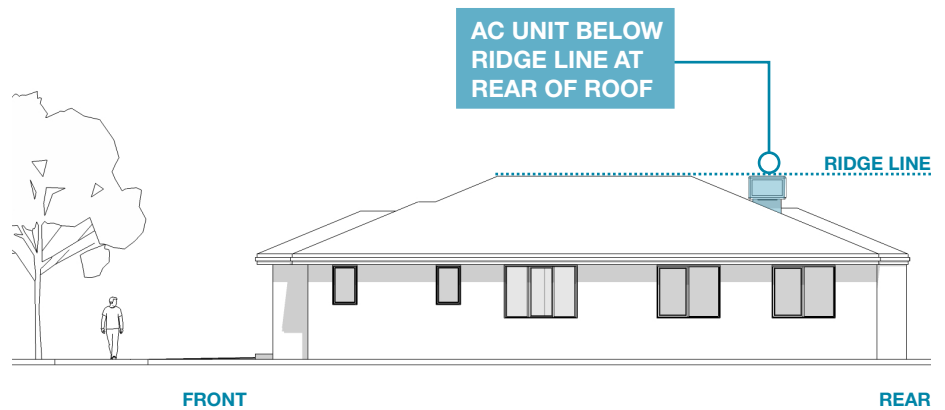 AC UNIT BELOW
RIDGE LINE AT
REAR OF ROOF
RIDGE LINE
FRONT
REAR